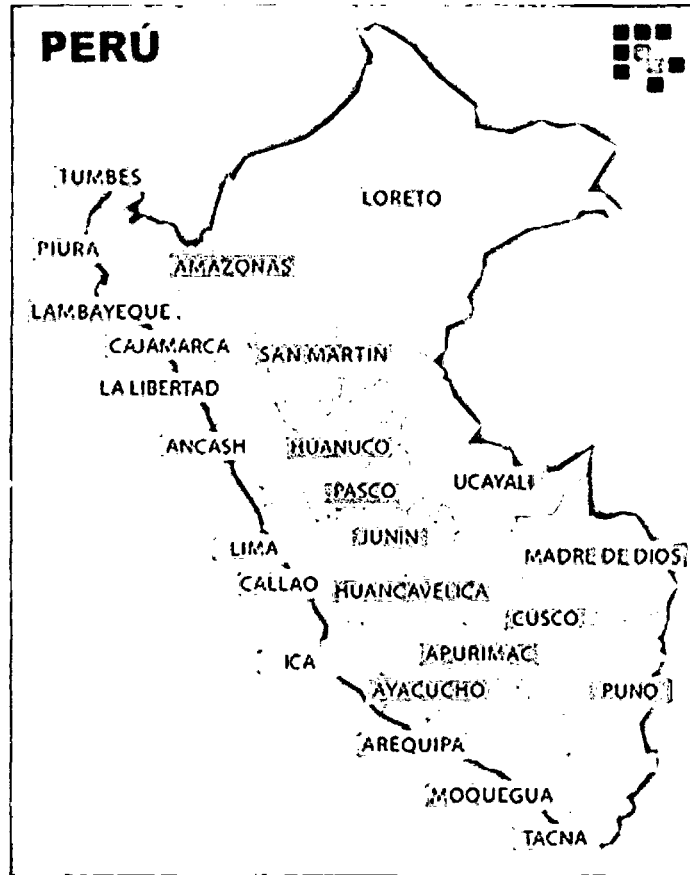 PERÚ
TUMBES
LORETO
PIURA
AMAZONAS
LAMBAYEQUE
CAJAMARCA
SAN MARTIN
LA LIBERTAD
ANCASH
HUANUCO
UCAYALI
PASCO
JUNIN
LIMA
MADRE DE DIOS
CALLAO
HUANCAVELICA
CUSCO
APURIMAC
ICA
AYACUCHO
PUNO
AREQUIPA
MOQUEGUA
TACNA